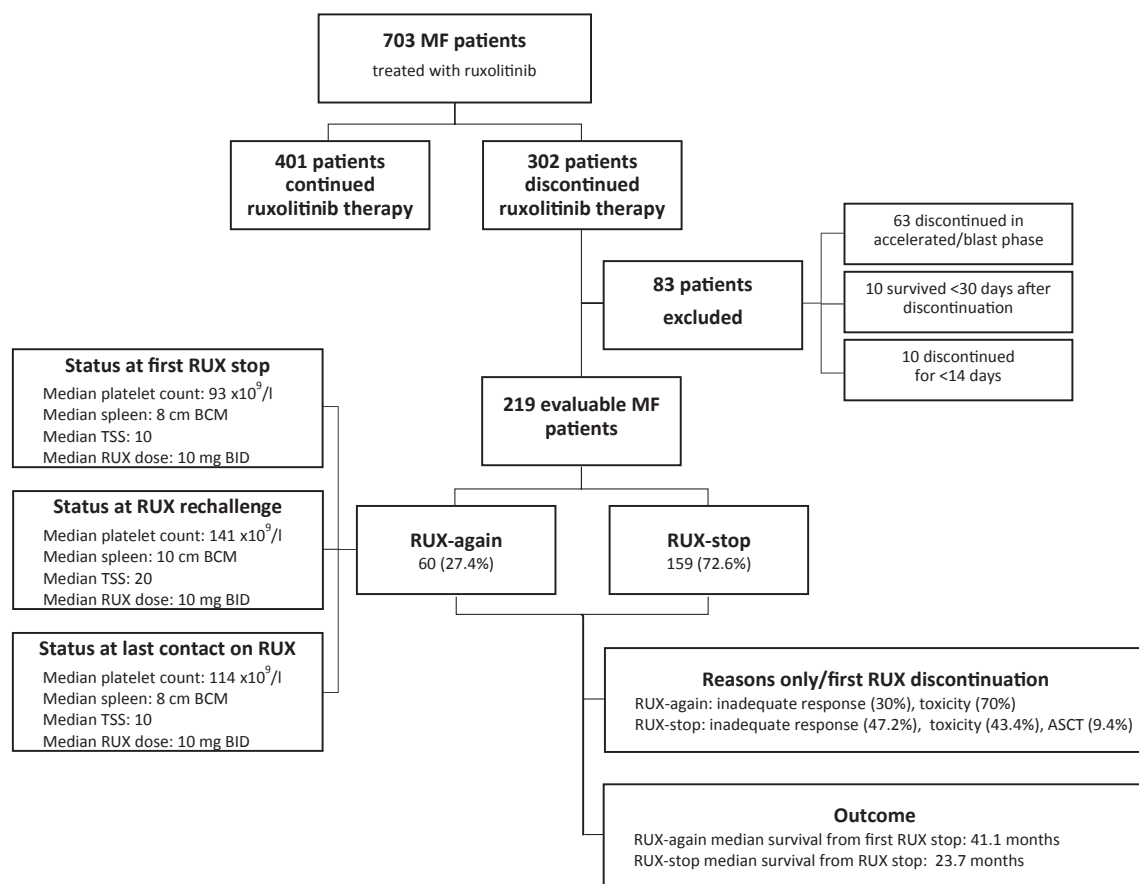 703 MF patients
treated with ruxolitinib
401 patients
continued
ruxolitinib therapy
302 patients
discontinued
ruxolitinib therapy
63 discontinued in
accelerated/blast phase
83 patients
excluded
10 survived <30 days after
discontinuation
10 discontinued
for <14 days
219 evaluable MF
patients
Status at first RUX stop
Median platelet count: 93 x10⁹/l
Median spleen: 8 cm BCM
Median TSS: 10
Median RUX dose: 10 mg BID
Status at RUX rechallenge
Median platelet count: 141 x10⁹/l
Median spleen: 10 cm BCM
Median TSS: 20
Median RUX dose: 10 mg BID
Status at last contact on RUX
Median platelet count: 114 x10⁹/l
Median spleen: 8 cm BCM
Median TSS: 10
Median RUX dose: 10 mg BID
RUX-again
60 (27.4%)
RUX-stop
159 (72.6%)
Reasons only/first RUX discontinuation
RUX-again: inadequate response (30%), toxicity (70%)
RUX-stop: inadequate response (47.2%), toxicity (43.4%), ASCT (9.4%)
Outcome
RUX-again median survival from first RUX stop: 41.1 months
RUX-stop median survival from RUX stop: 23.7 months